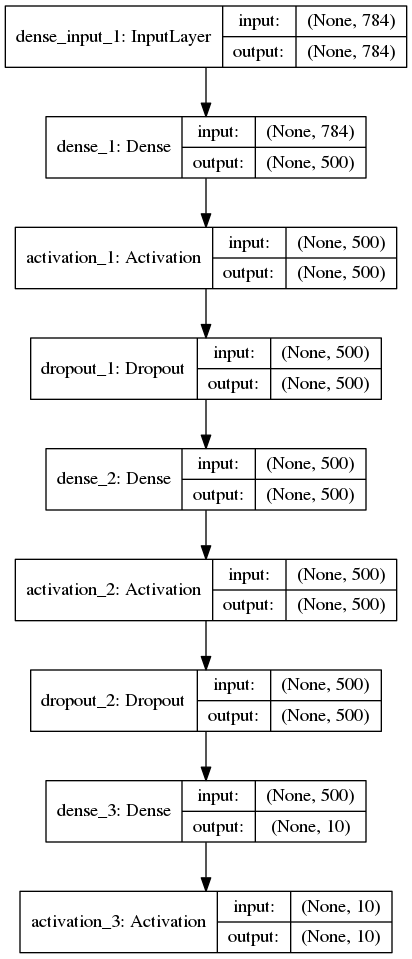 dense_input_1: InputLayer
input: (None, 784)
output: (None, 784)
dense_1: Dense
input: (None, 784)
output: (None, 500)
activation_1: Activation
input: (None, 500)
output: (None, 500)
dropout_1: Dropout
input: (None, 500)
output: (None, 500)
dense_2: Dense
input: (None, 500)
output: (None, 500)
activation_2: Activation
input: (None, 500)
output: (None, 500)
dropout_2: Dropout
input: (None, 500)
output: (None, 500)
dense_3: Dense
input: (None, 500)
output: (None, 10)
activation_3: Activation
input: (None, 10)
output: (None, 10)